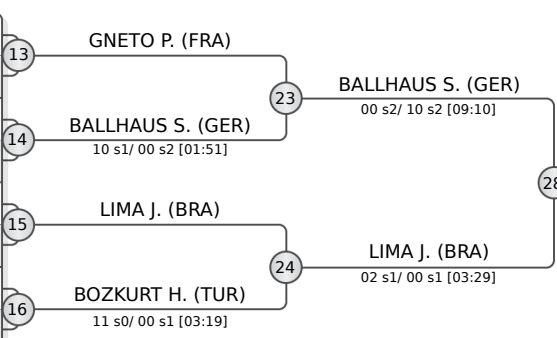 13
GNETO P. (FRA)
23
BALLHAUS S. (GER)
00 s2/ 10 s2 [09:10]
14
BALLHAUS S. (GER)
10 s1/ 00 s2 [01:51]
28
15
LIMA J. (BRA)
24
LIMA J. (BRA)
02 s1/ 00 s1 [03:29]
16
BOZKURT H. (TUR)
11 s0/ 00 s1 [03:19]